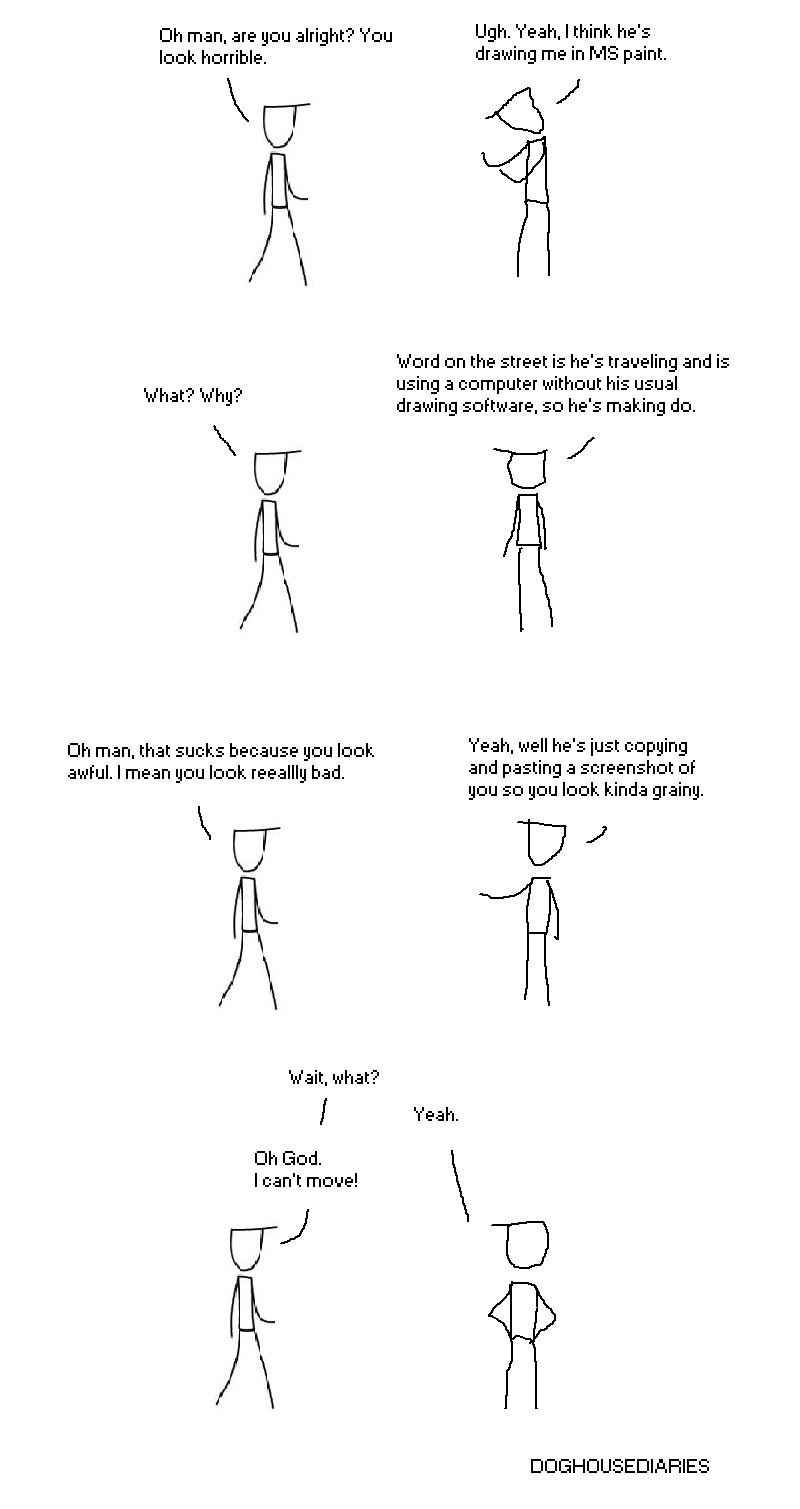 Oh man, are you alright? You
look horrible.
Ugh. Yeah, I think he's
drawing me in MS paint.
What? Why?
Word on the street is he's traveling and is
using a computer without his usual
drawing software, so he's making do.
Oh man, that sucks because you look
awful. I mean you look reeallly bad.
Yeah, well he's just copying
and pasting a screenshot of
you so you look kinda grainy.
Wait, what?
Yeah.
Oh God.
I can't move!
DOGHOUSEDIARIES